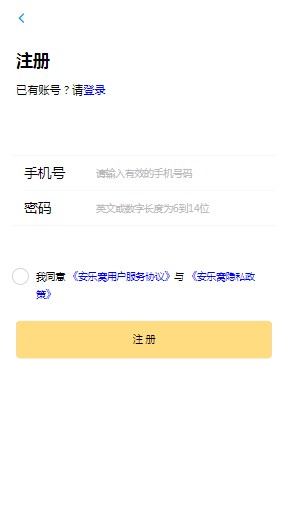 注册
已有账号？请登录
手机号 请输入有效的手机号码
密码 英文或数字长度为6到14位
我同意 《安乐窝用户服务协议》与 《安乐窝隐私政
策》
注 册